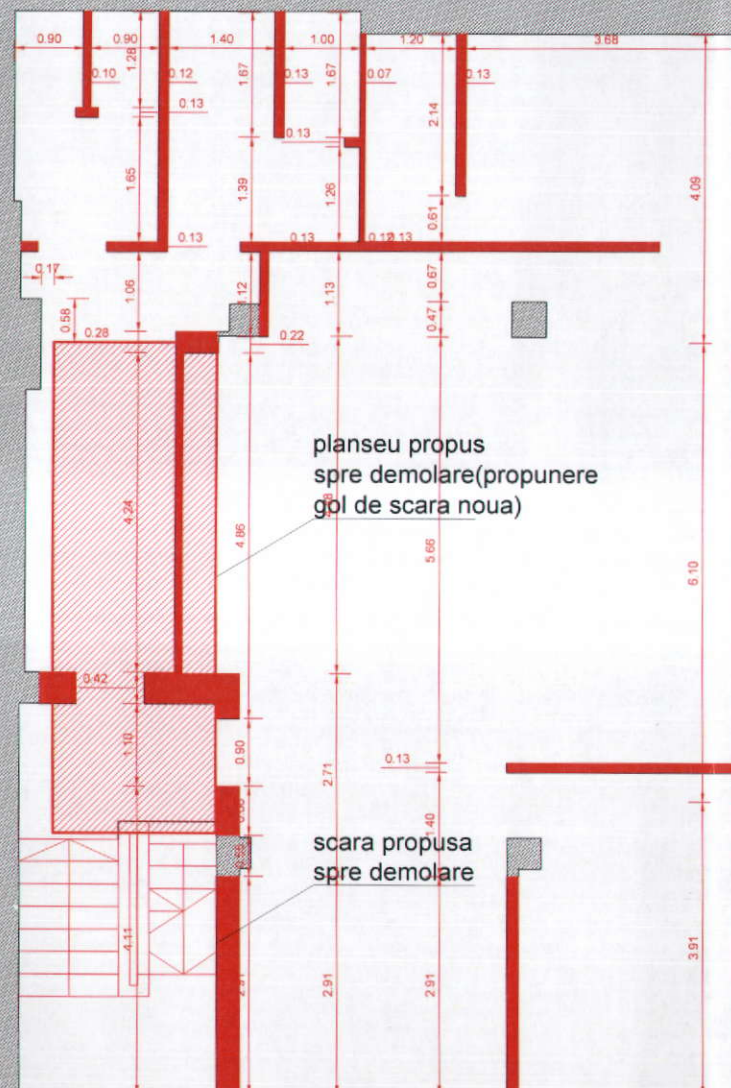 0.90 0.90 1.40 1.00 1.20 3.68
1.28 1.67 1.67
0.10 0.12 0.13 0.07 0.13
0.13
2.14
0.13
1.65 1.39 1.26 4.09
0.61
0.13 0.13 0.13
0.17 1.06 1.12 1.13 0.67
0.58 0.28 0.22 0.47
planseu propus
spre demolare(propunere
gol de scara noua)
4.24 4.86 5.66 6.10
0.42
1.10 0.90 2.71 0.13
1.40
scara propusa
spre demolare
4.11 2.91 2.91 2.91 3.91